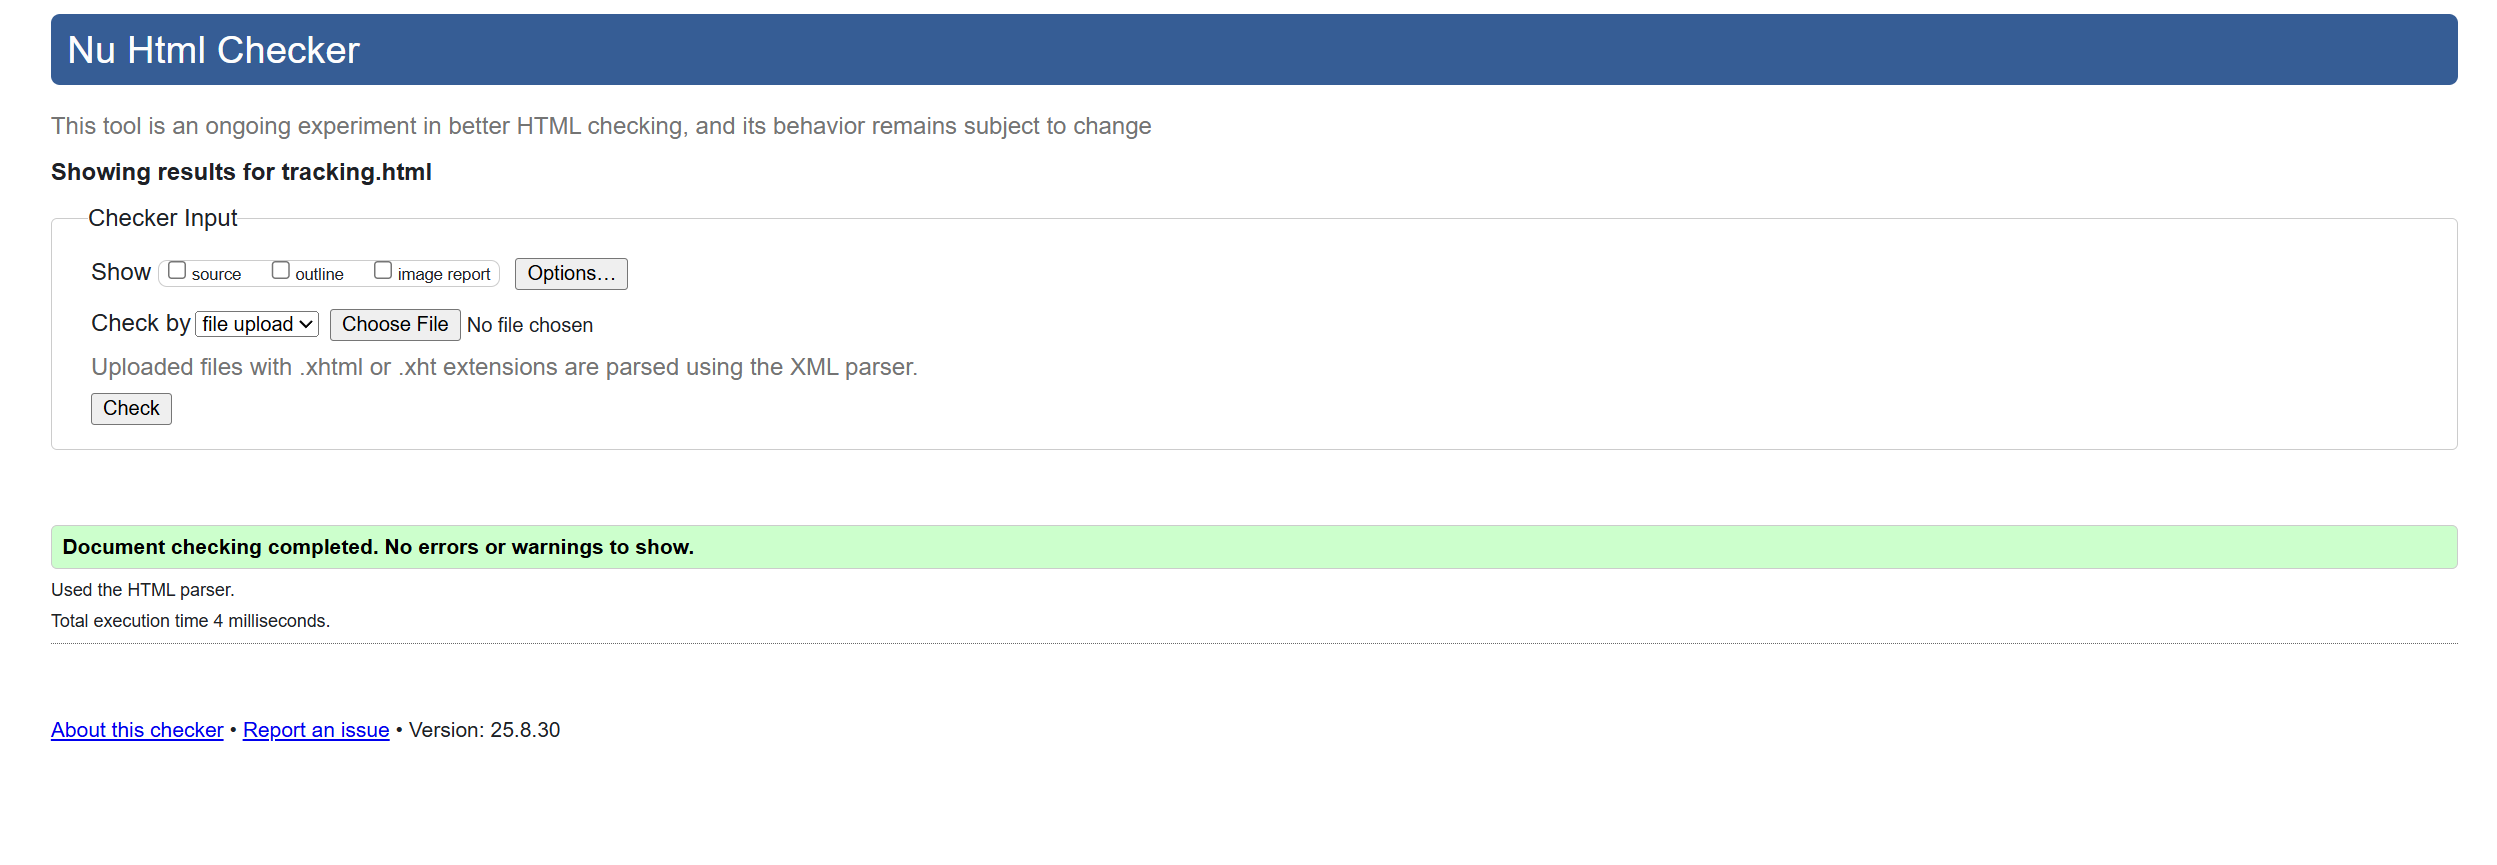 Nu Html Checker
This tool is an ongoing experiment in better HTML checking, and its behavior remains subject to change
Showing results for tracking.html
Checker Input
Show source outline image report Options...
Check by file upload Choose File No file chosen
Uploaded files with .xhtml or .xht extensions are parsed using the XML parser.
Check
Document checking completed. No errors or warnings to show.
Used the HTML parser.
Total execution time 4 milliseconds.
About this checker • Report an issue • Version: 25.8.30